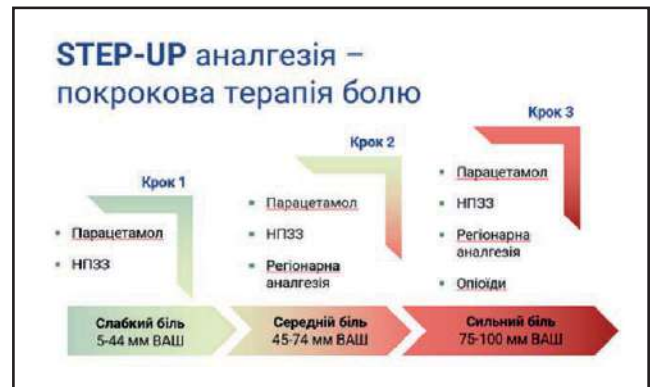 STEP-UP аналгезія –
покрокова терапія болю
Крок 1
Парацетамол
НПЗЗ
Крок 2
Парацетамол
НПЗЗ
Регіонарна
аналгезія
Крок 3
Парацетамол
НПЗЗ
Регіонарна
аналгезія
Опіоїди
Слабкий біль
5-44 мм ВАШ
Середній біль
45-74 мм ВАШ
Сильний біль
75-100 мм ВАШ